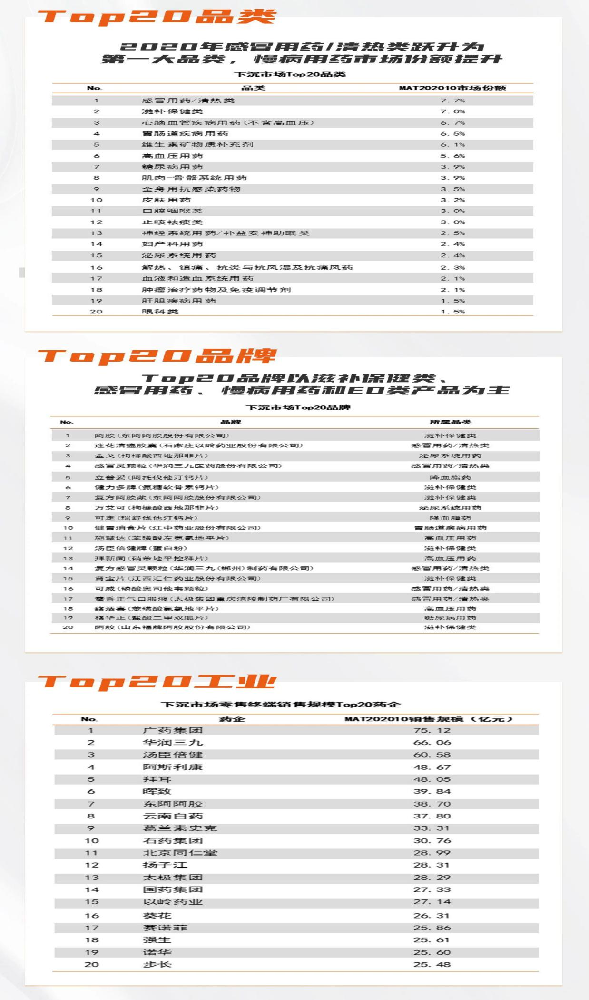 Top20品类
2020年感冒用药/清热类跃升为
第一大品类，慢病用药市场份额提升
下沉市场Top20品类
No. 品类 MAT202010市场份额
1 感冒用药/清热类 7.7%
2 滋补保健类 7.0%
3 心脑血管疾病用药(不含高血压) 6.7%
4 胃肠道疾病用药 6.5%
5 维生素矿物质补充剂 6.1%
6 高血压用药 5.6%
7 糖尿病用药 3.9%
8 肌肉-骨骼系统用药 3.9%
9 全身用抗感染药物 3.5%
10 皮肤用药 3.2%
11 口腔咽喉类 3.0%
12 止咳祛痰类 3.0%
13 神经系统用药/补益安神助眠类 2.5%
14 妇产科用药 2.4%
15 泌尿系统用药 2.4%
16 解热、镇痛、抗炎与抗风湿及抗痛风药 2.3%
17 血液和造血系统用药 2.1%
18 肿瘤治疗药物及免疫调节剂 2.1%
19 肝胆疾病用药 1.5%
20 眼科类 1.5%
Top20品牌
Top20品牌以滋补保健类、
感冒用药、慢病用药和ED类产品为主
下沉市场Top20品牌
No. 品牌 所属品类
1 阿胶(东阿阿胶股份有限公司) 滋补保健类
2 连花清瘟胶囊(石家庄以岭药业股份有限公司) 感冒用药/清热类
3 金戈(枸橼酸西地那非片) 泌尿系统用药
4 感冒灵颗粒(华润三九医药股份有限公司) 感冒用药/清热类
5 立普妥(阿托伐他汀钙片) 降血脂药
6 健力多牌(氨糖软骨素钙片) 滋补保健类
7 复方阿胶浆(东阿阿胶股份有限公司) 滋补保健类
8 万艾可(枸橼酸西地那非片) 泌尿系统用药
9 可定(瑞舒伐他汀钙片) 降血脂药
10 健胃消食片(江中药业股份有限公司) 胃肠道疾病用药
11 施慧达(苯磺酸左氨氯地平片) 高血压用药
12 汤臣倍健牌(蛋白粉) 滋补保健类
13 拜新同(硝苯地平控释片) 高血压用药
14 复方感冒灵颗粒(华润三九(郴州)制药有限公司) 感冒用药/清热类
15 肾宝片(江西汇仁药业股份有限公司) 滋补保健类
16 可威(磷酸奥司他韦颗粒) 感冒用药/清热类
17 藿香正气口服液(太极集团重庆涪陵制药厂有限公司) 感冒用药/清热类
18 络活喜(苯磺酸氨氯地平片) 高血压用药
19 格华止(盐酸二甲双胍片) 糖尿病用药
20 阿胶(山东福牌阿胶股份有限公司) 滋补保健类
Top20工业
下沉市场零售终端销售规模Top20药企
No. 药企 MAT202010销售规模（亿元）
1 广药集团 75.12
2 华润三九 66.06
3 汤臣倍健 60.58
4 阿斯利康 48.67
5 拜耳 48.05
6 晖致 39.84
7 东阿阿胶 38.70
8 云南白药 37.80
9 葛兰素史克 33.31
10 石药集团 30.76
11 北京同仁堂 28.99
12 扬子江 28.31
13 太极集团 28.29
14 国药集团 27.33
15 以岭药业 27.14
16 葵花 26.31
17 赛诺菲 25.86
18 强生 25.61
19 诺华 25.60
20 步长 25.48